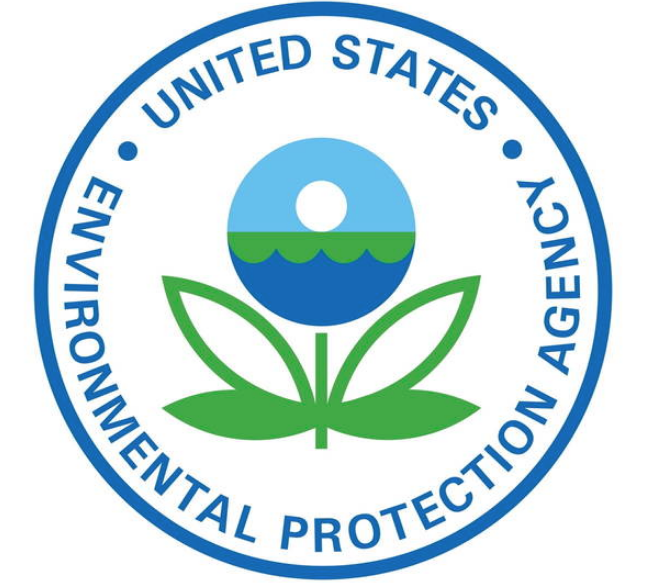 UNITED STATES
ENVIRONMENTAL PROTECTION AGENCY